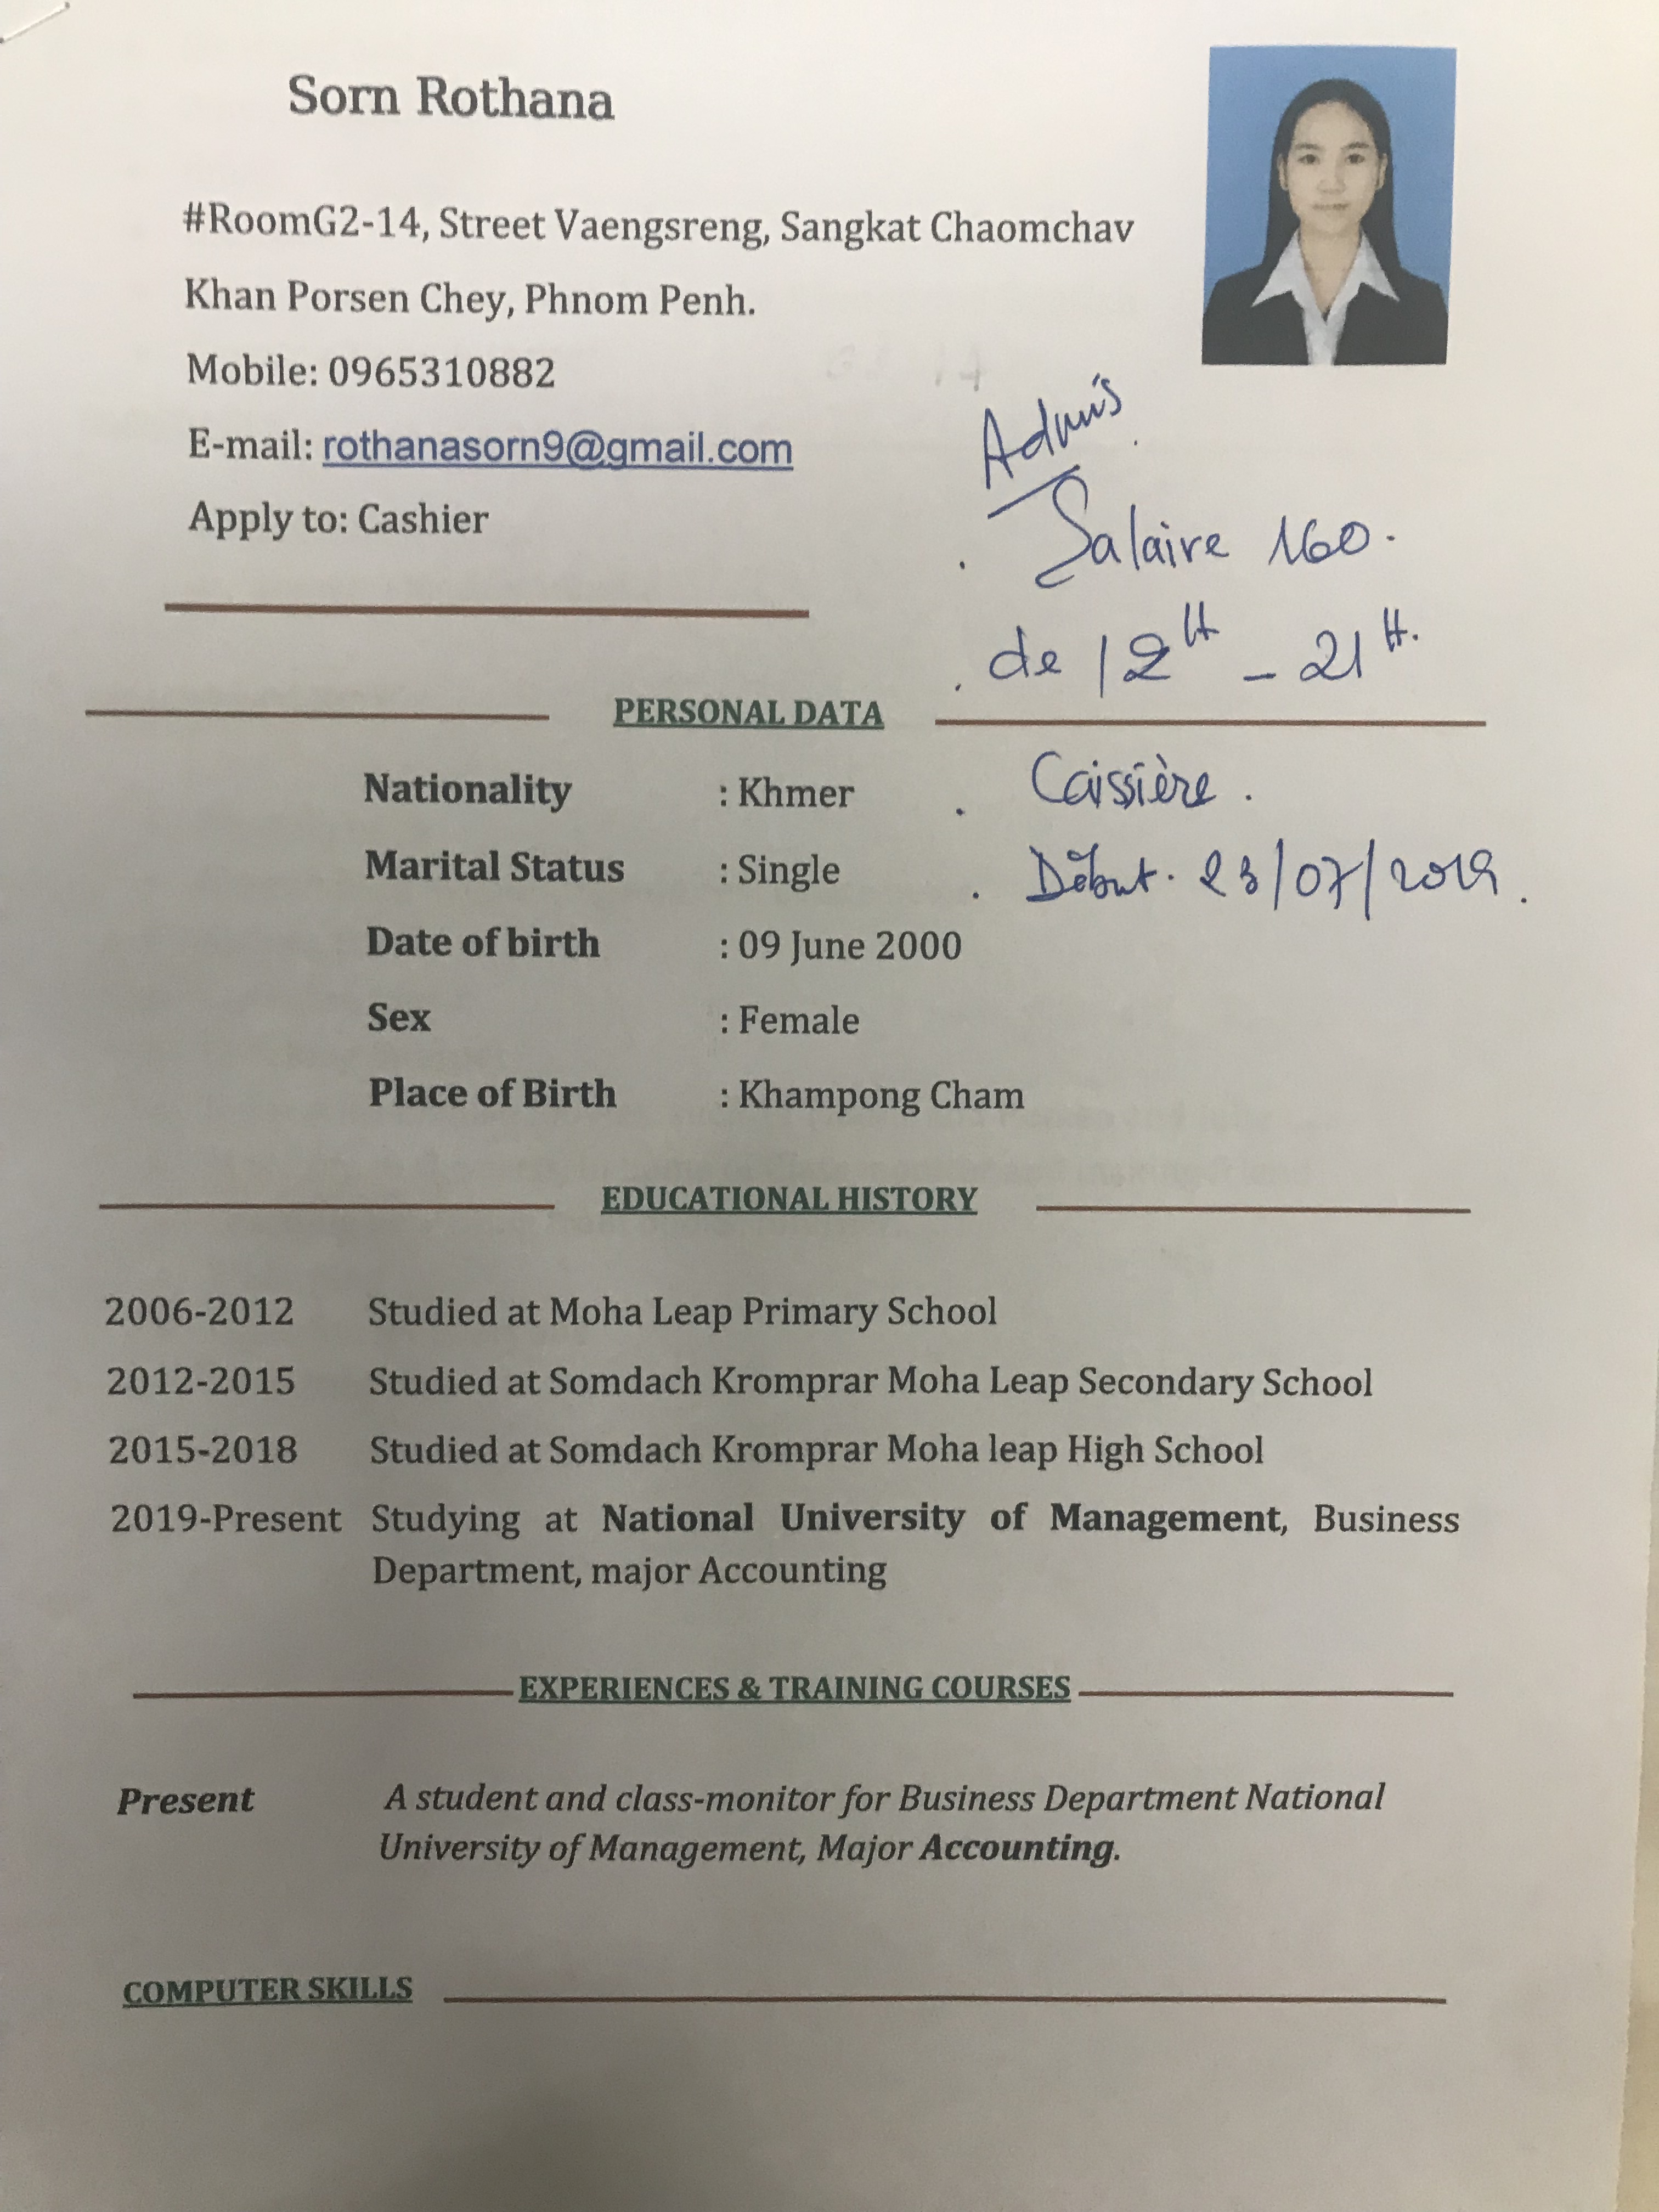 Sorn Rothana
#RoomG2-14, Street Vaengsreng, Sangkat Chaomchav
Khan Porsen Chey, Phnom Penh.
Mobile: 0965310882
E-mail: rothanasorn9@gmail.com
Apply to: Cashier
Admis.
. Salaire 160.
. de 12H - 21H.
PERSONAL DATA
Nationality : Khmer
. Caissière.
Marital Status : Single
. Début. 23/07/2019.
Date of birth : 09 June 2000
Sex : Female
Place of Birth : Khampong Cham
EDUCATIONAL HISTORY
2006-2012 Studied at Moha Leap Primary School
2012-2015 Studied at Somdach Kromprar Moha Leap Secondary School
2015-2018 Studied at Somdach Kromprar Moha leap High School
2019-Present Studying at National University of Management, Business
Department, major Accounting
EXPERIENCES & TRAINING COURSES
Present A student and class-monitor for Business Department National
University of Management, Major Accounting.
COMPUTER SKILLS